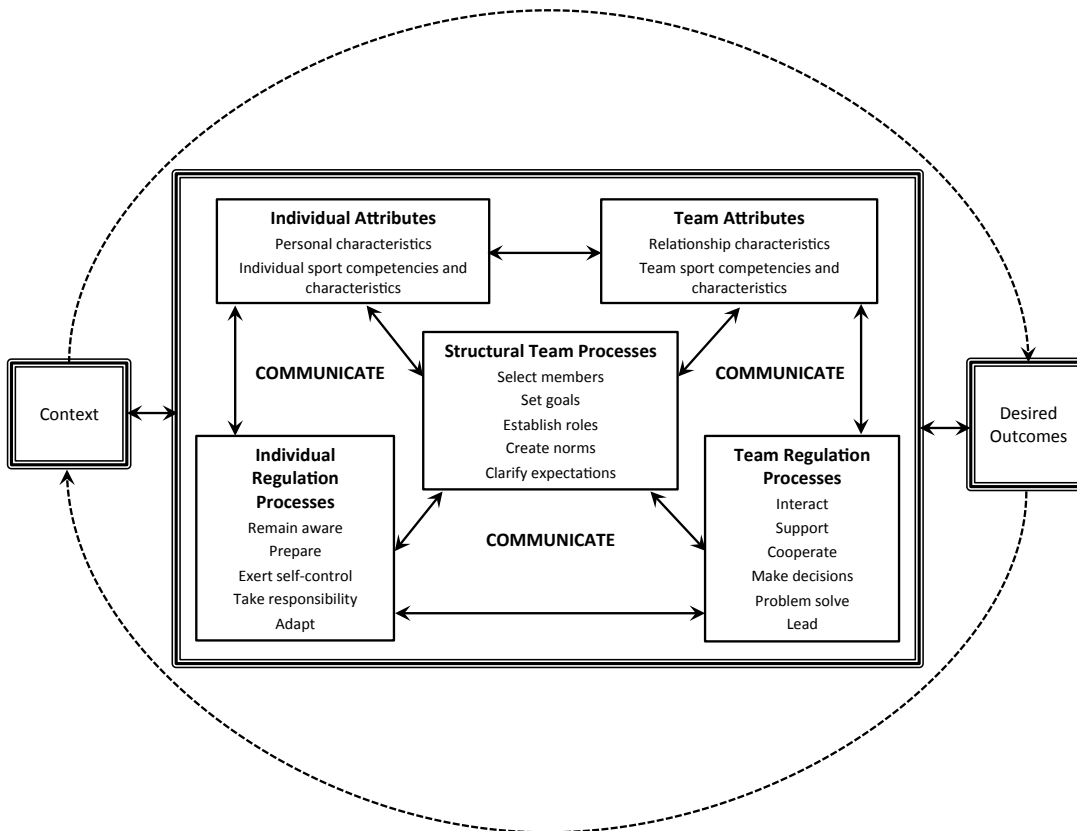 Individual Attributes
Personal characteristics
Individual sport competencies and
characteristics
Team Attributes
Relationship characteristics
Team sport competencies and
characteristics
Structural Team Processes
Select members
Set goals
Establish roles
Create norms
Clarify expectations
COMMUNICATE
COMMUNICATE
Context
Desired
Outcomes
Individual
Regulation
Processes
Remain aware
Prepare
Exert self-control
Take responsibility
Adapt
COMMUNICATE
Team Regulation
Processes
Interact
Support
Cooperate
Make decisions
Problem solve
Lead